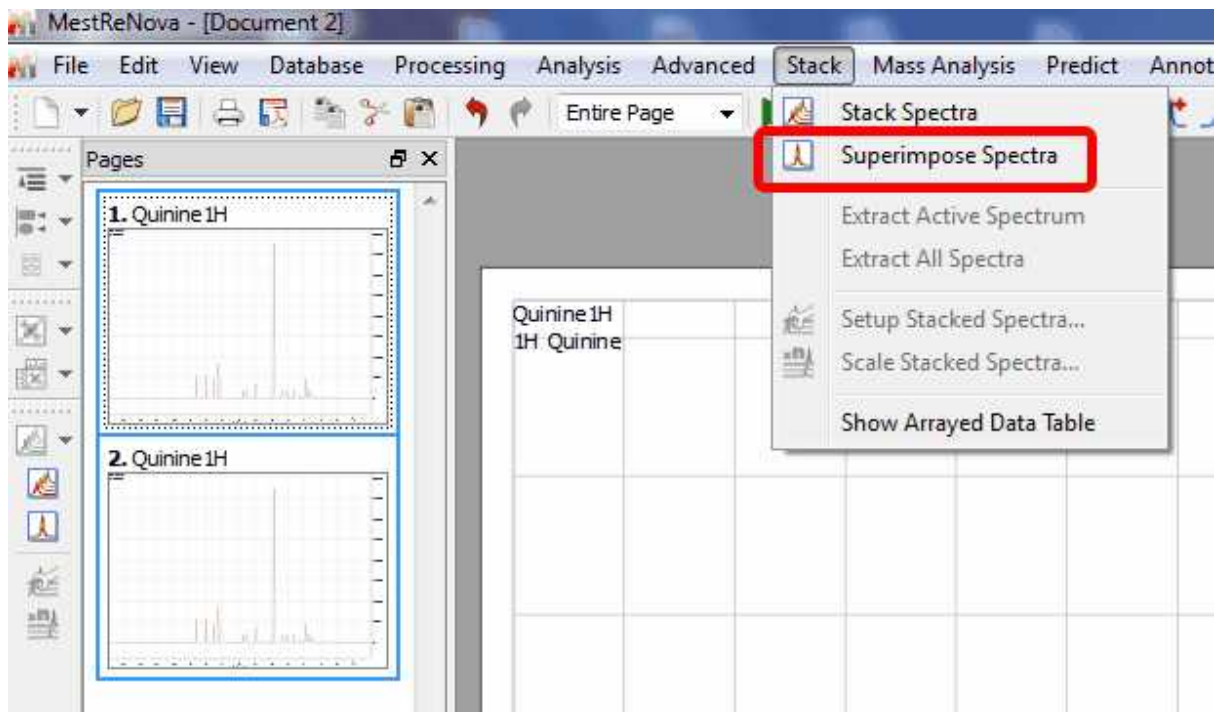 MestReNova - [Document 2]
File Edit View Database Processing Analysis Advanced Stack Mass Analysis Predict Annot
Entire Page
Stack Spectra
Superimpose Spectra
Extract Active Spectrum
Extract All Spectra
Setup Stacked Spectra...
Scale Stacked Spectra...
Show Arrayed Data Table
Pages
1. Quinine 1H
2. Quinine 1H
Quinine 1H
1H Quinine